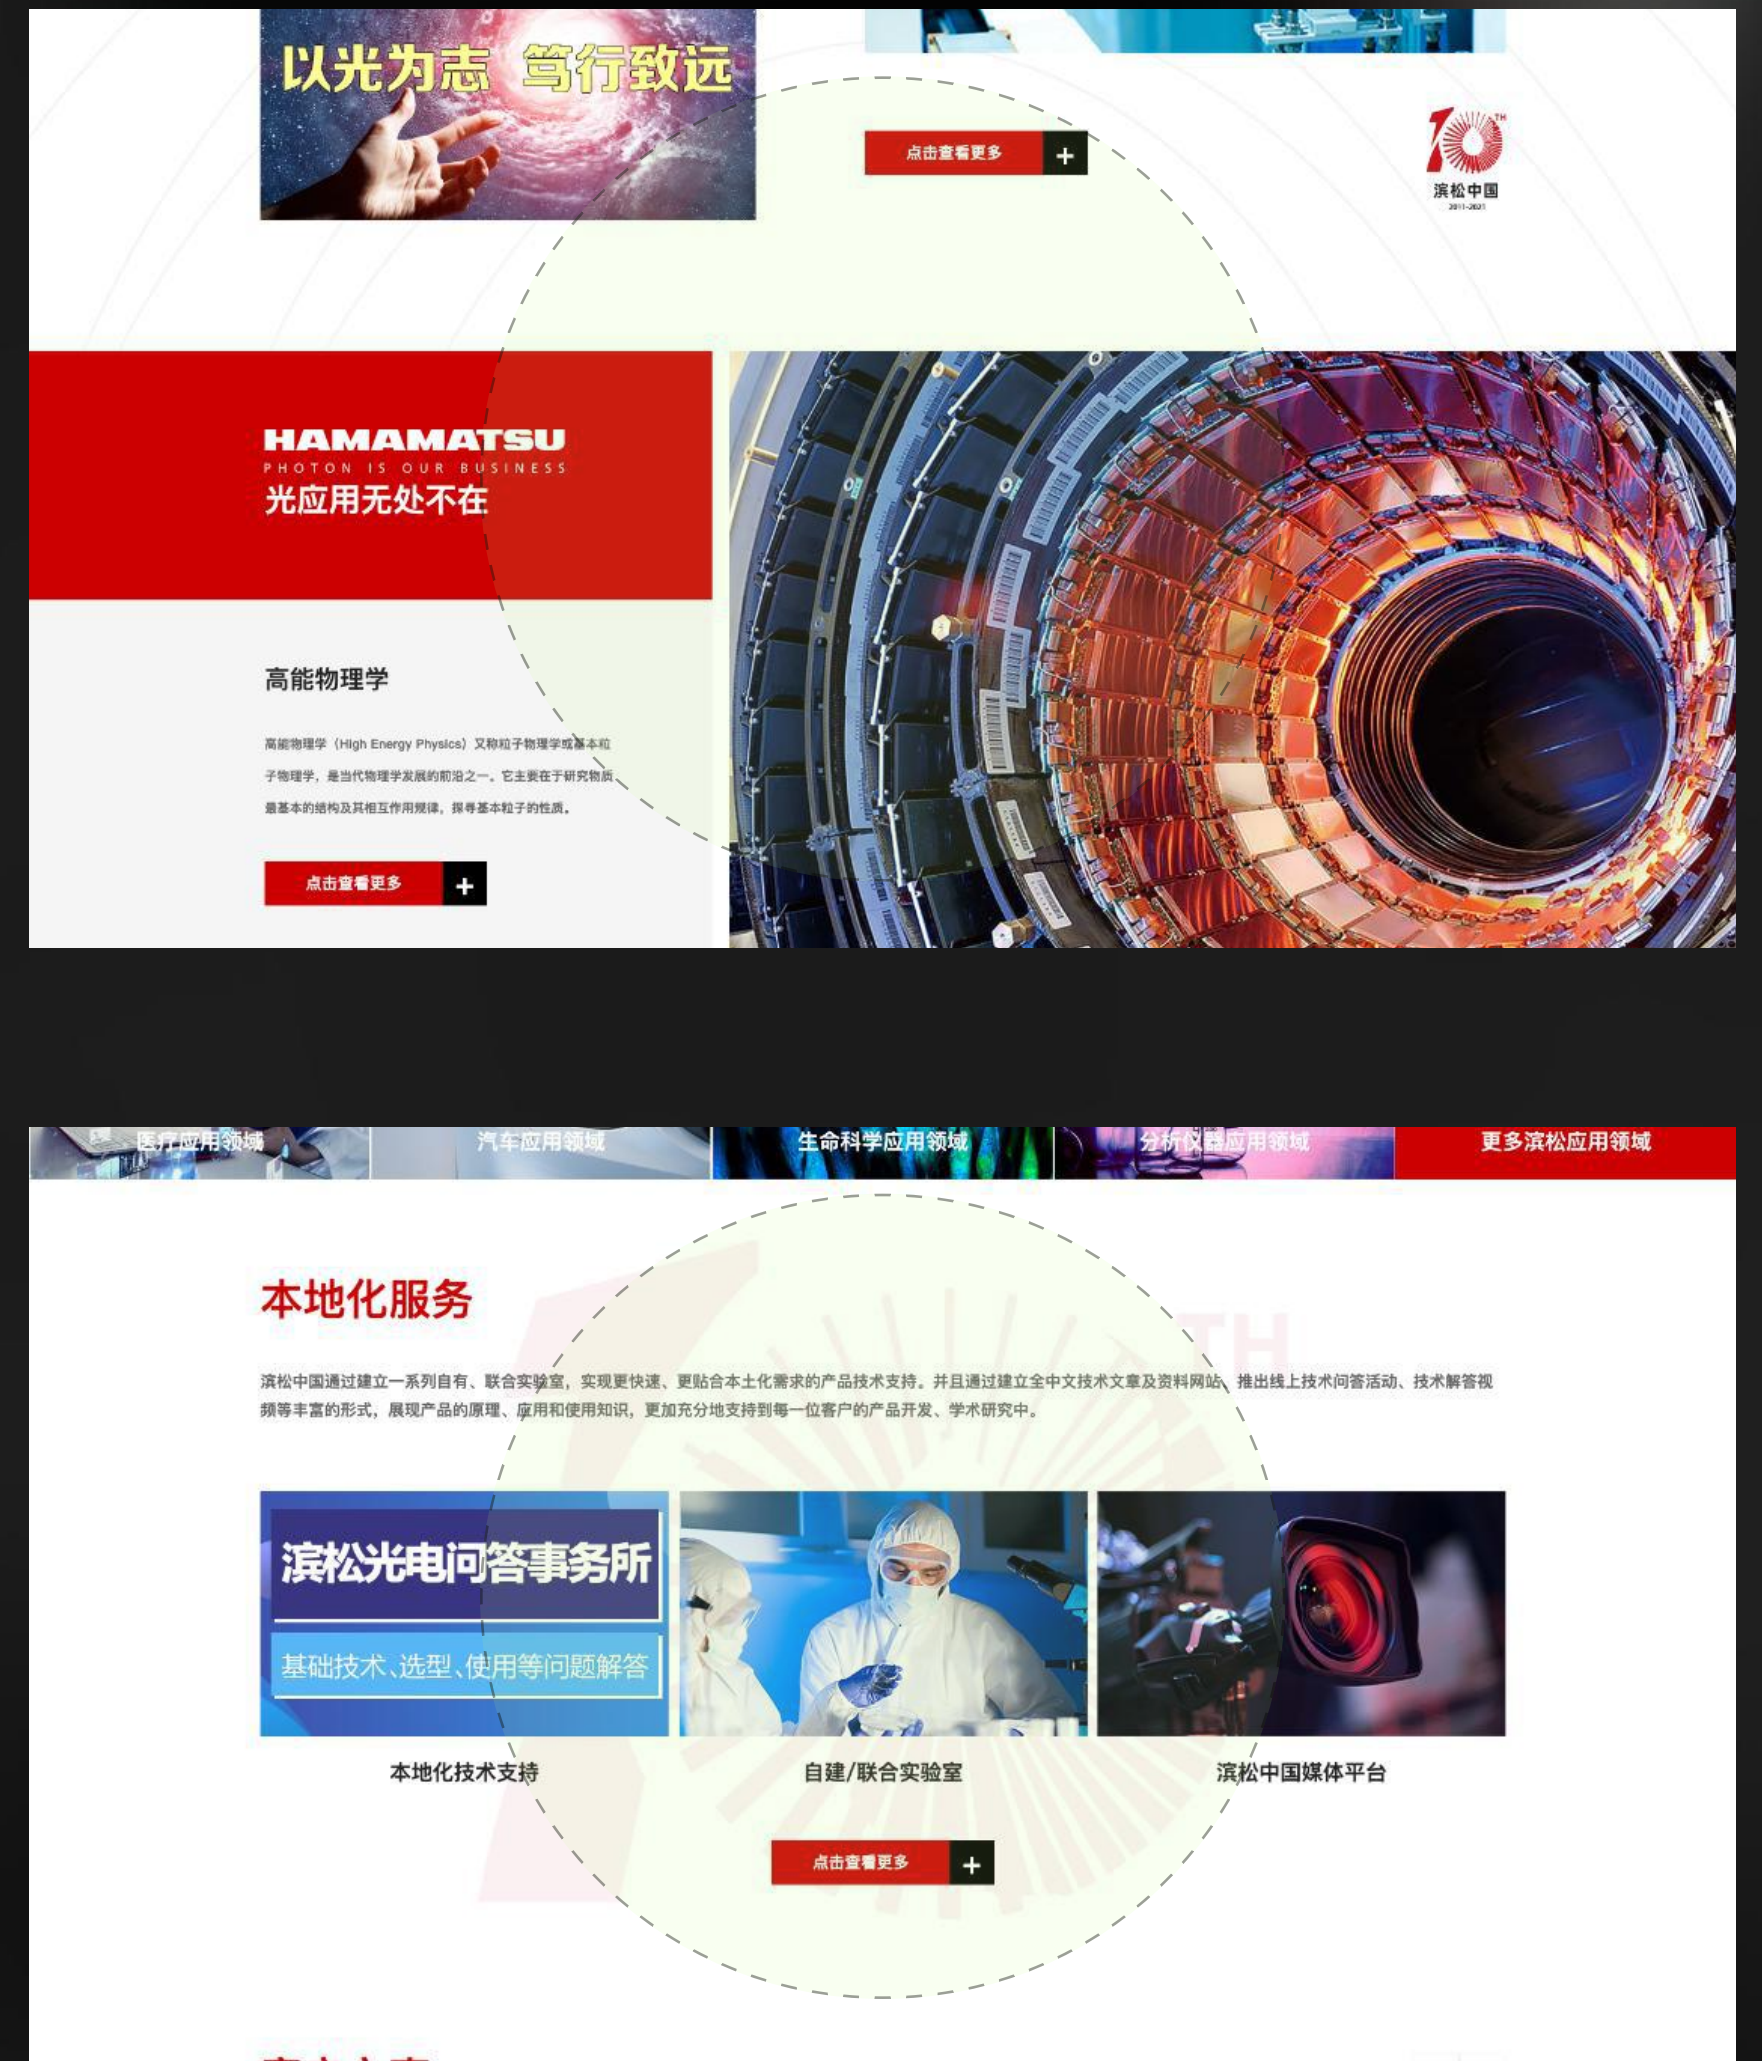 以光为志 笃行致远
点击查看更多 +
10TH
滨松中国
2011-2021
HAMAMATSU
PHOTON IS OUR BUSINESS
光应用无处不在
高能物理学
高能物理学（High Energy Physics）又称粒子物理学或基本粒
子物理学，是当代物理学发展的前沿之一。它主要在于研究物质
最基本的结构及其相互作用规律，探寻基本粒子的性质。
点击查看更多 +
医疗应用领域
汽车应用领域
生命科学应用领域
分析仪器应用领域
更多滨松应用领域
本地化服务
TH
滨松中国通过建立一系列自有、联合实验室，实现更快速、更贴合本土化需求的产品技术支持。并且通过建立全中文技术文章及资料网站、推出线上技术问答活动、技术解答视
频等丰富的形式，展现产品的原理、应用和使用知识，更加充分地支持到每一位客户的产品开发、学术研究中。
滨松光电问答事务所
基础技术、选型、使用等问题解答
本地化技术支持
自建/联合实验室
滨松中国媒体平台
点击查看更多 +